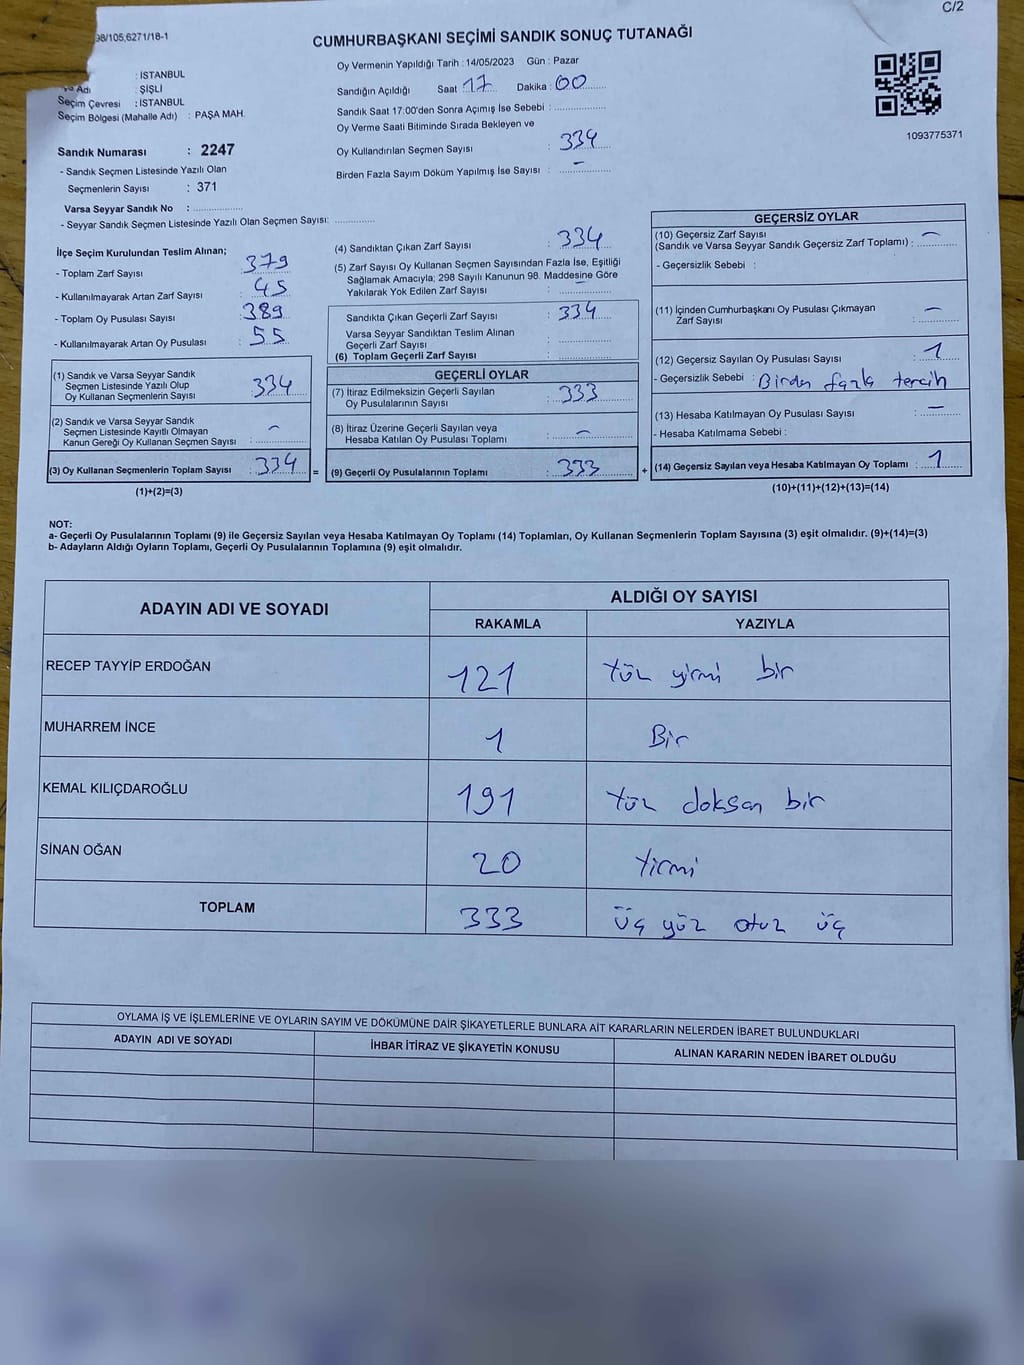 C/2
98/105,6271/18-1
CUMHURBAŞKANI SEÇİMİ SANDIK SONUÇ TUTANAĞI
: İSTANBUL
Adı : ŞİŞLİ
Seçim Çevresi : İSTANBUL
Seçim Bölgesi (Mahalle Adı) : PAŞA MAH.
Sandık Numarası : 2247
- Sandık Seçmen Listesinde Yazılı Olan
Seçmenlerin Sayısı : 371
Varsa Seyyar Sandık No : ..............
- Seyyar Sandık Seçmen Listesinde Yazılı Olan Seçmen Sayısı: ............
Oy Vermenin Yapıldığı Tarih : 14/05/2023 Gün : Pazar
Sandığın Açıldığı Saat 17 Dakika : 00
Sandık Saat 17:00'den Sonra Açımış İse Sebebi : ..............
Oy Verme Saati Bitiminde Sırada Bekleyen ve
Oy Kullandırılan Seçmen Sayısı : 334
Birden Fazla Sayım Döküm Yapılmış İse Sayısı : -
1093775371
İlçe Seçim Kurulundan Teslim Alınan;
- Toplam Zarf Sayısı : 379
- Kullanılmayarak Artan Zarf Sayısı : 45
- Toplam Oy Pusulası Sayısı : 389
- Kullanılmayarak Artan Oy Pusulası : 55
(1) Sandık ve Varsa Seyyar Sandık
Seçmen Listesinde Yazılı Olup
Oy Kullanan Seçmenlerin Sayısı : 334
(2) Sandık ve Varsa Seyyar Sandık
Seçmen Listesinde Kayıtlı Olmayan
Kanun Gereği Oy Kullanan Seçmen Sayısı : -
(3) Oy Kullanan Seçmenlerin Toplam Sayısı : 334 =
(1)+(2)=(3)
(4) Sandıktan Çıkan Zarf Sayısı : 334
(5) Zarf Sayısı Oy Kullanan Seçmen Sayısından Fazla İse, Eşitliği
Sağlamak Amacıyla; 298 Sayılı Kanunun 98. Maddesine Göre
Yakılarak Yok Edilen Zarf Sayısı : -
Sandıkta Çıkan Geçerli Zarf Sayısı : 334
Varsa Seyyar Sandıktan Teslim Alınan
Geçerli Zarf Sayısı : ..............
(6) Toplam Geçerli Zarf Sayısı : ..............
GEÇERLİ OYLAR
(7) İtiraz Edilmeksizin Geçerli Sayılan
Oy Pusulalarının Sayısı : 333
(8) İtiraz Üzerine Geçerli Sayılan veya
Hesaba Katılan Oy Pusulası Toplamı : -
(9) Geçerli Oy Pusulalarının Toplamı : 333 +
GEÇERSİZ OYLAR
(10) Geçersiz Zarf Sayısı
(Sandık ve Varsa Seyyar Sandık Geçersiz Zarf Toplamı) : -
- Geçersizlik Sebebi :
(11) İçinden Cumhurbaşkanı Oy Pusulası Çıkmayan
Zarf Sayısı : -
(12) Geçersiz Sayılan Oy Pusulası Sayısı : 1
- Geçersizlik Sebebi : Birden fazla tercih
(13) Hesaba Katılmayan Oy Pusulası Sayısı : -
- Hesaba Katılmama Sebebi :
(14) Geçersiz Sayılan veya Hesaba Katılmayan Oy Toplamı : 1
(10)+(11)+(12)+(13)=(14)
NOT:
a- Geçerli Oy Pusulalarının Toplamı (9) ile Geçersiz Sayılan veya Hesaba Katılmayan Oy Toplamı (14) Toplamları, Oy Kullanan Seçmenlerin Toplam Sayısına (3) eşit olmalıdır. (9)+(14)=(3)
b- Adayların Aldığı Oyların Toplamı, Geçerli Oy Pusulalarının Toplamına (9) eşit olmalıdır.
ADAYIN ADI VE SOYADI ALDIĞI OY SAYISI
RAKAMLA YAZIYLA
RECEP TAYYİP ERDOĞAN 121 Yüz yirmi bir
MUHARREM İNCE 1 Bir
KEMAL KILIÇDAROĞLU 191 Yüz doksan bir
SİNAN OĞAN 20 Yirmi
TOPLAM 333 üç yüz otuz üç
OYLAMA İŞ VE İŞLEMLERİNE VE OYLARIN SAYIM VE DÖKÜMÜNE DAİR ŞİKAYETLERLE BUNLARA AİT KARARLARIN NELERDEN İBARET BULUNDUKLARI
ADAYIN ADI VE SOYADI İHBAR İTİRAZ VE ŞİKAYETİN KONUSU ALINAN KARARIN NEDEN İBARET OLDUĞU